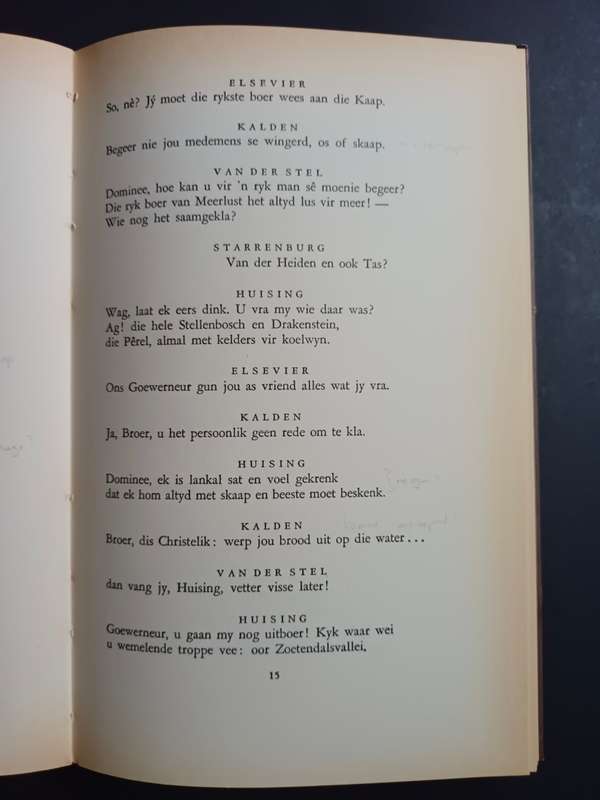 ELSEVIER
So, nè? Jý moet die rykste boer wees aan die Kaap.
KALDEN
Begeer nie jou medemens se wingerd, os of skaap.
VAN DER STEL
Dominee, hoe kan u vir 'n ryk man sê moenie begeer?
Die ryk boer van Meerlust het altyd lus vir meer! —
Wie nog het saamgekla?
STARRENBURG
Van der Heiden en ook Tas?
HUISING
Wag, laat ek eers dink. U vra my wie daar was?
Ag! die hele Stellenbosch en Drakenstein,
die Pêrel, almal met kelders vir koelwyn.
ELSEVIER
Ons Goewerneur gun jou as vriend alles wat jy vra.
KALDEN
Ja, Broer, u het persoonlik geen rede om te kla.
HUISING
Dominee, ek is lankal sat en voel gekrenk
dat ek hom altyd met skaap en beeste moet beskenk.
KALDEN
Broer, dis Christelik: werp jou brood uit op die water...
VAN DER STEL
dan vang jy, Huising, vetter visse later!
HUISING
Goewerneur, u gaan my nog uitboer! Kyk waar wei
u wemelende troppe vee: oor Zoetendalsvallei.
15